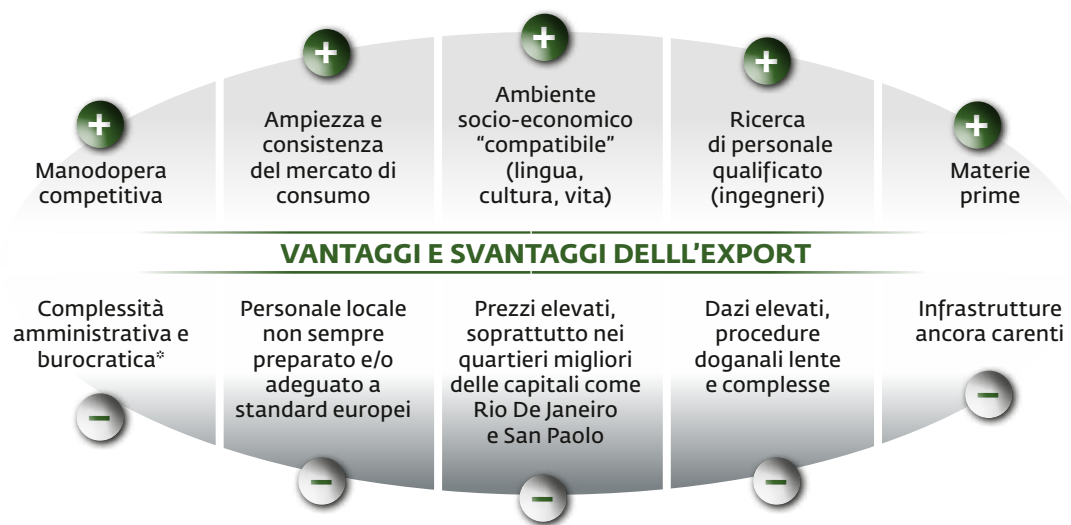 Manodopera
competitiva
Ampiezza e
consistenza
del mercato di
consumo
Ambiente
socio-economico
“compatibile”
(lingua,
cultura, vita)
Ricerca
di personale
qualificato
(ingegneri)
Materie
prime
VANTAGGI E SVANTAGGI DELLL'EXPORT
Complessità
amministrativa e
burocratica*
Personale locale
non sempre
preparato e/o
adeguato a
standard europei
Prezzi elevati,
soprattutto nei
quartieri migliori
delle capitali come
Rio De Janeiro
e San Paolo
Dazi elevati,
procedure
doganali lente
e complesse
Infrastrutture
ancora carenti